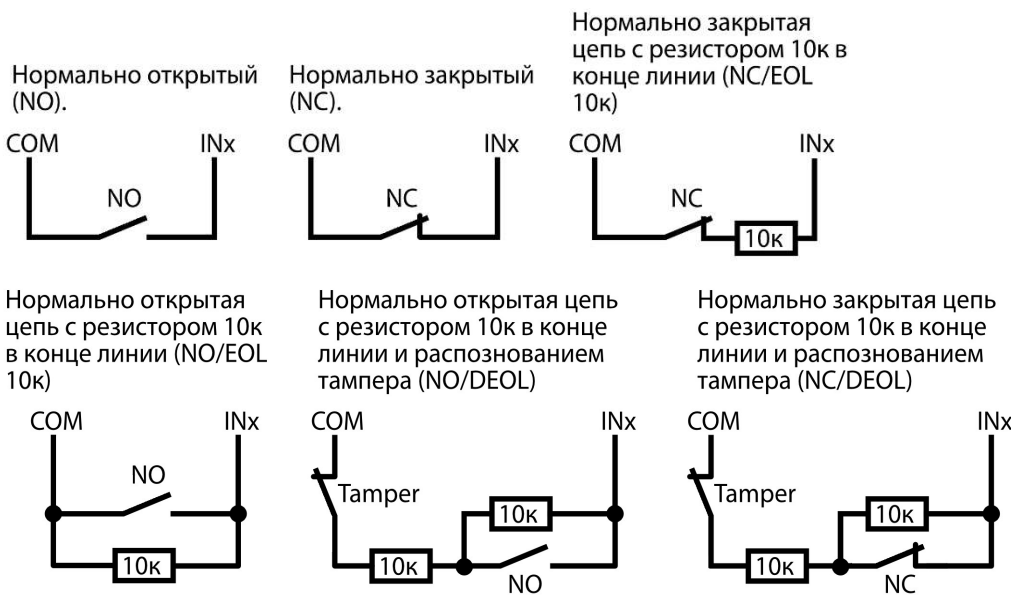 Нормально открытый
(NO).
COM
INx
NO
Нормально закрытый
(NC).
COM
INx
NC
Нормально закрытая
цепь с резистором 10к в
конце линии (NC/EOL
10к)
COM
INx
NC
10к
Нормально открытая
цепь с резистором 10к
в конце линии (NO/EOL
10к)
COM
INx
NO
10к
Нормально открытая цепь
с резистором 10к в конце
линии и распознованием
тампера (NO/DEOL)
COM
INx
Tamper
10к
10к
NO
Нормально закрытая цепь
с резистором 10к в конце
линии и распознованием
тампера (NC/DEOL)
COM
INx
Tamper
10к
10к
NC